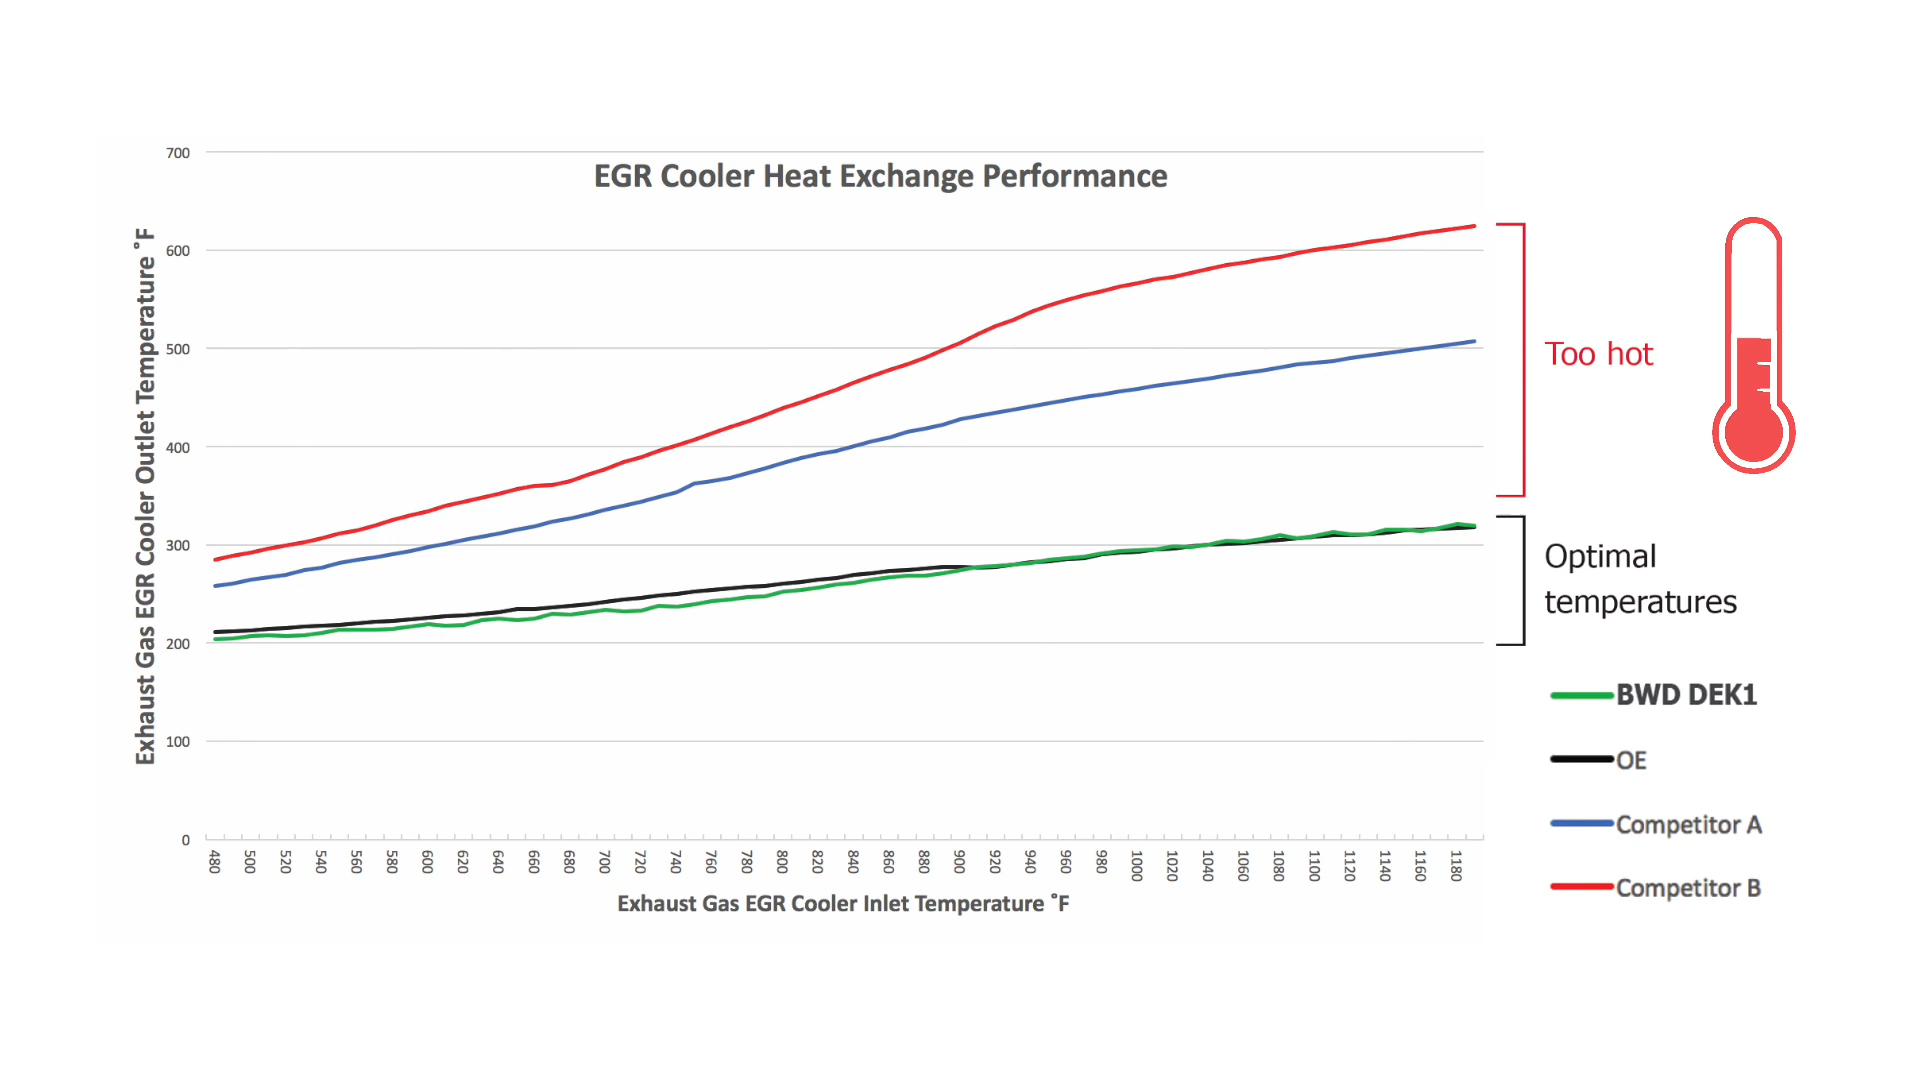 EGR Cooler Heat Exchange Performance
Exhaust Gas EGR Cooler Outlet Temperature ˚F
700
600
500
400
300
200
100
0
480 500 520 540 560 580 600 620 640 660 680 700 720 740 760 780 800 820 840 860 880 900 920 940 960 980 1000 1020 1040 1060 1080 1100 1120 1140 1160 1180
Exhaust Gas EGR Cooler Inlet Temperature ˚F
Too hot
Optimal
temperatures
BWD DEK1
OE
Competitor A
Competitor B